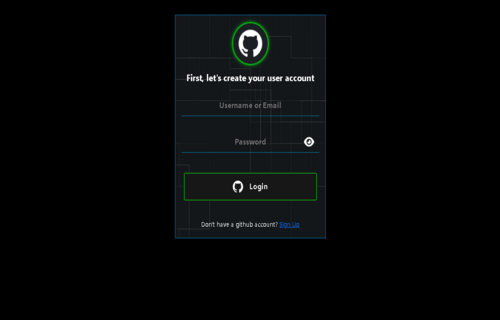 First, let's create your user account
Username or Email
Password
Login
Don't have a github account? Sign Up